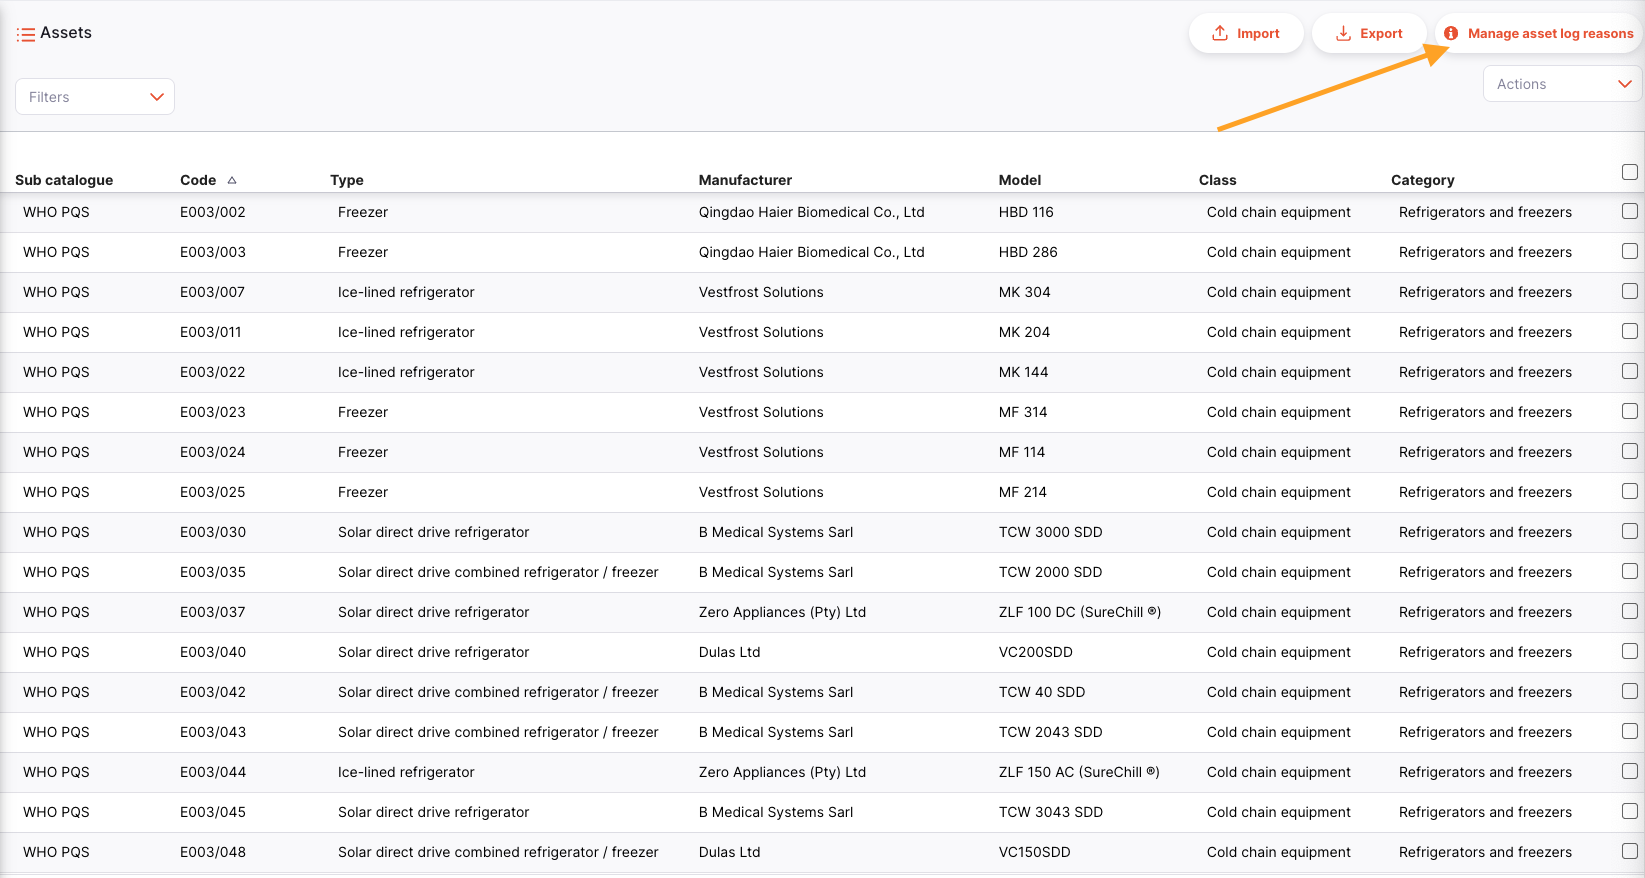 Assets
Import
Export
Manage asset log reasons
Filters
Actions
Sub catalogue Code Type Manufacturer Model Class Category
WHO PQS E003/002 Freezer Qingdao Haier Biomedical Co., Ltd HBD 116 Cold chain equipment Refrigerators and freezers
WHO PQS E003/003 Freezer Qingdao Haier Biomedical Co., Ltd HBD 286 Cold chain equipment Refrigerators and freezers
WHO PQS E003/007 Ice-lined refrigerator Vestfrost Solutions MK 304 Cold chain equipment Refrigerators and freezers
WHO PQS E003/011 Ice-lined refrigerator Vestfrost Solutions MK 204 Cold chain equipment Refrigerators and freezers
WHO PQS E003/022 Ice-lined refrigerator Vestfrost Solutions MK 144 Cold chain equipment Refrigerators and freezers
WHO PQS E003/023 Freezer Vestfrost Solutions MF 314 Cold chain equipment Refrigerators and freezers
WHO PQS E003/024 Freezer Vestfrost Solutions MF 114 Cold chain equipment Refrigerators and freezers
WHO PQS E003/025 Freezer Vestfrost Solutions MF 214 Cold chain equipment Refrigerators and freezers
WHO PQS E003/030 Solar direct drive refrigerator B Medical Systems Sarl TCW 3000 SDD Cold chain equipment Refrigerators and freezers
WHO PQS E003/035 Solar direct drive combined refrigerator / freezer B Medical Systems Sarl TCW 2000 SDD Cold chain equipment Refrigerators and freezers
WHO PQS E003/037 Solar direct drive refrigerator Zero Appliances (Pty) Ltd ZLF 100 DC (SureChill ®) Cold chain equipment Refrigerators and freezers
WHO PQS E003/040 Solar direct drive refrigerator Dulas Ltd VC200SDD Cold chain equipment Refrigerators and freezers
WHO PQS E003/042 Solar direct drive combined refrigerator / freezer B Medical Systems Sarl TCW 40 SDD Cold chain equipment Refrigerators and freezers
WHO PQS E003/043 Solar direct drive combined refrigerator / freezer B Medical Systems Sarl TCW 2043 SDD Cold chain equipment Refrigerators and freezers
WHO PQS E003/044 Ice-lined refrigerator Zero Appliances (Pty) Ltd ZLF 150 AC (SureChill ®) Cold chain equipment Refrigerators and freezers
WHO PQS E003/045 Solar direct drive refrigerator B Medical Systems Sarl TCW 3043 SDD Cold chain equipment Refrigerators and freezers
WHO PQS E003/048 Solar direct drive combined refrigerator / freezer Dulas Ltd VC150SDD Cold chain equipment Refrigerators and freezers